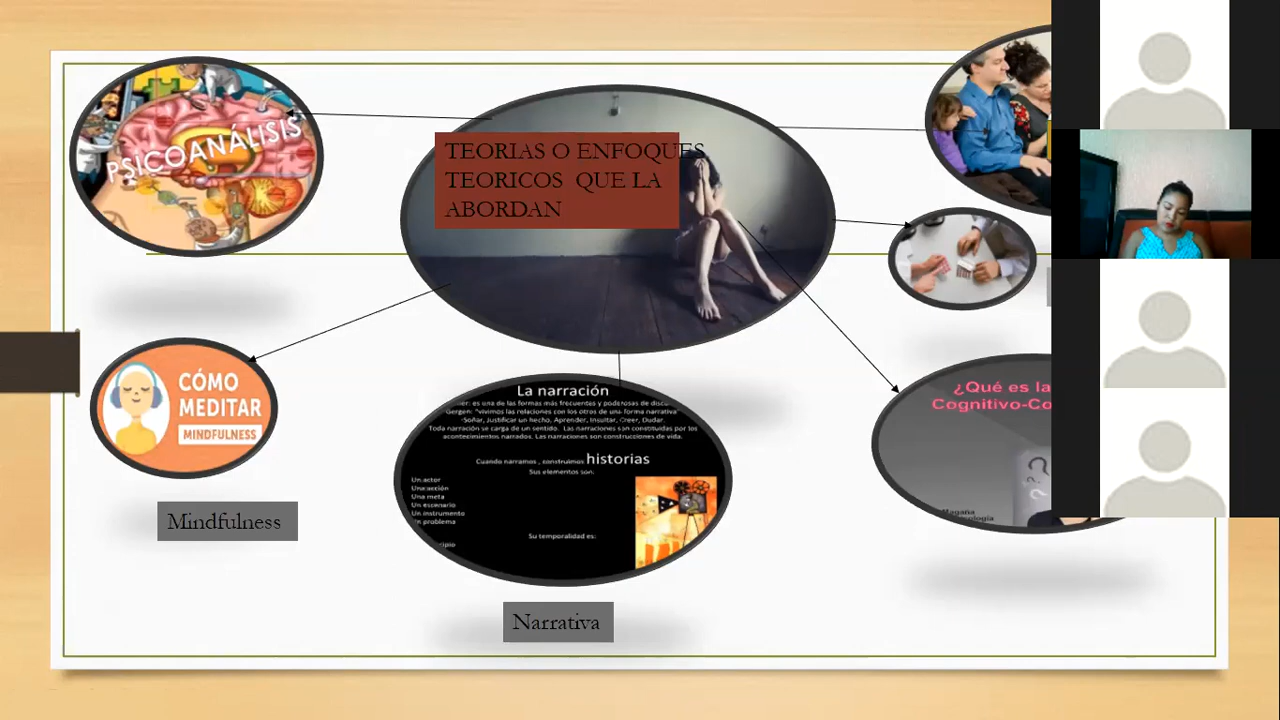 PSICOANÁLISIS
TEORIAS O ENFOQUES
TEORICOS QUE LA
ABORDAN
CÓMO
MEDITAR
MINDFULNESS
Mindfulness
La narración
es una de las formas más frecuentes y poderosas de
Gergen: "vivimos las relaciones con los otros de una forma narrativa"
Soñar, Justificar un hecho, Aprender, Insultar, Creer, Dudar.
Toda narración se carga de un sentido. Las narraciones son constituidas por los
acontecimientos narrados. Las narraciones son construcciones de vida.
Cuando narramos , construimos historias
Sus elementos son:
Un actor
Una acción
Una meta
Un escenario
Un instrumento
Un problema
Su temporalidad es:
Narrativa
¿Qué es la
Cognitivo-Co
Magaña